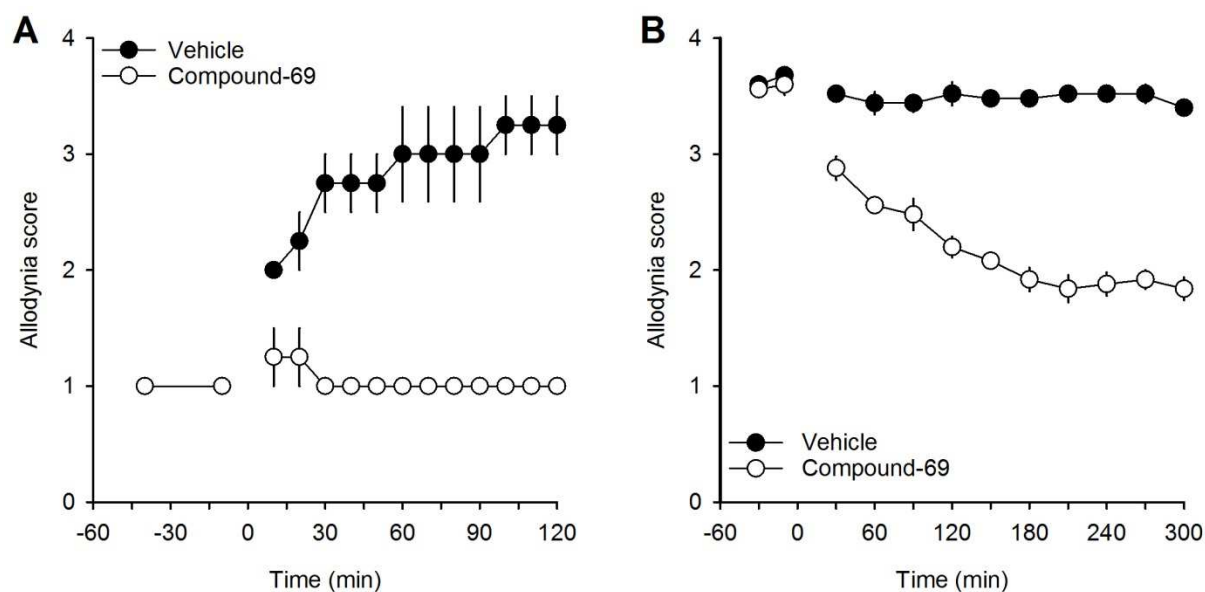 A
Vehicle
Compound-69
Allodynia score
4
3
2
1
0
-60 -30 0 30 60 90 120
Time (min)
B
Allodynia score
4
3
2
1
0
Vehicle
Compound-69
-60 0 60 120 180 240 300
Time (min)